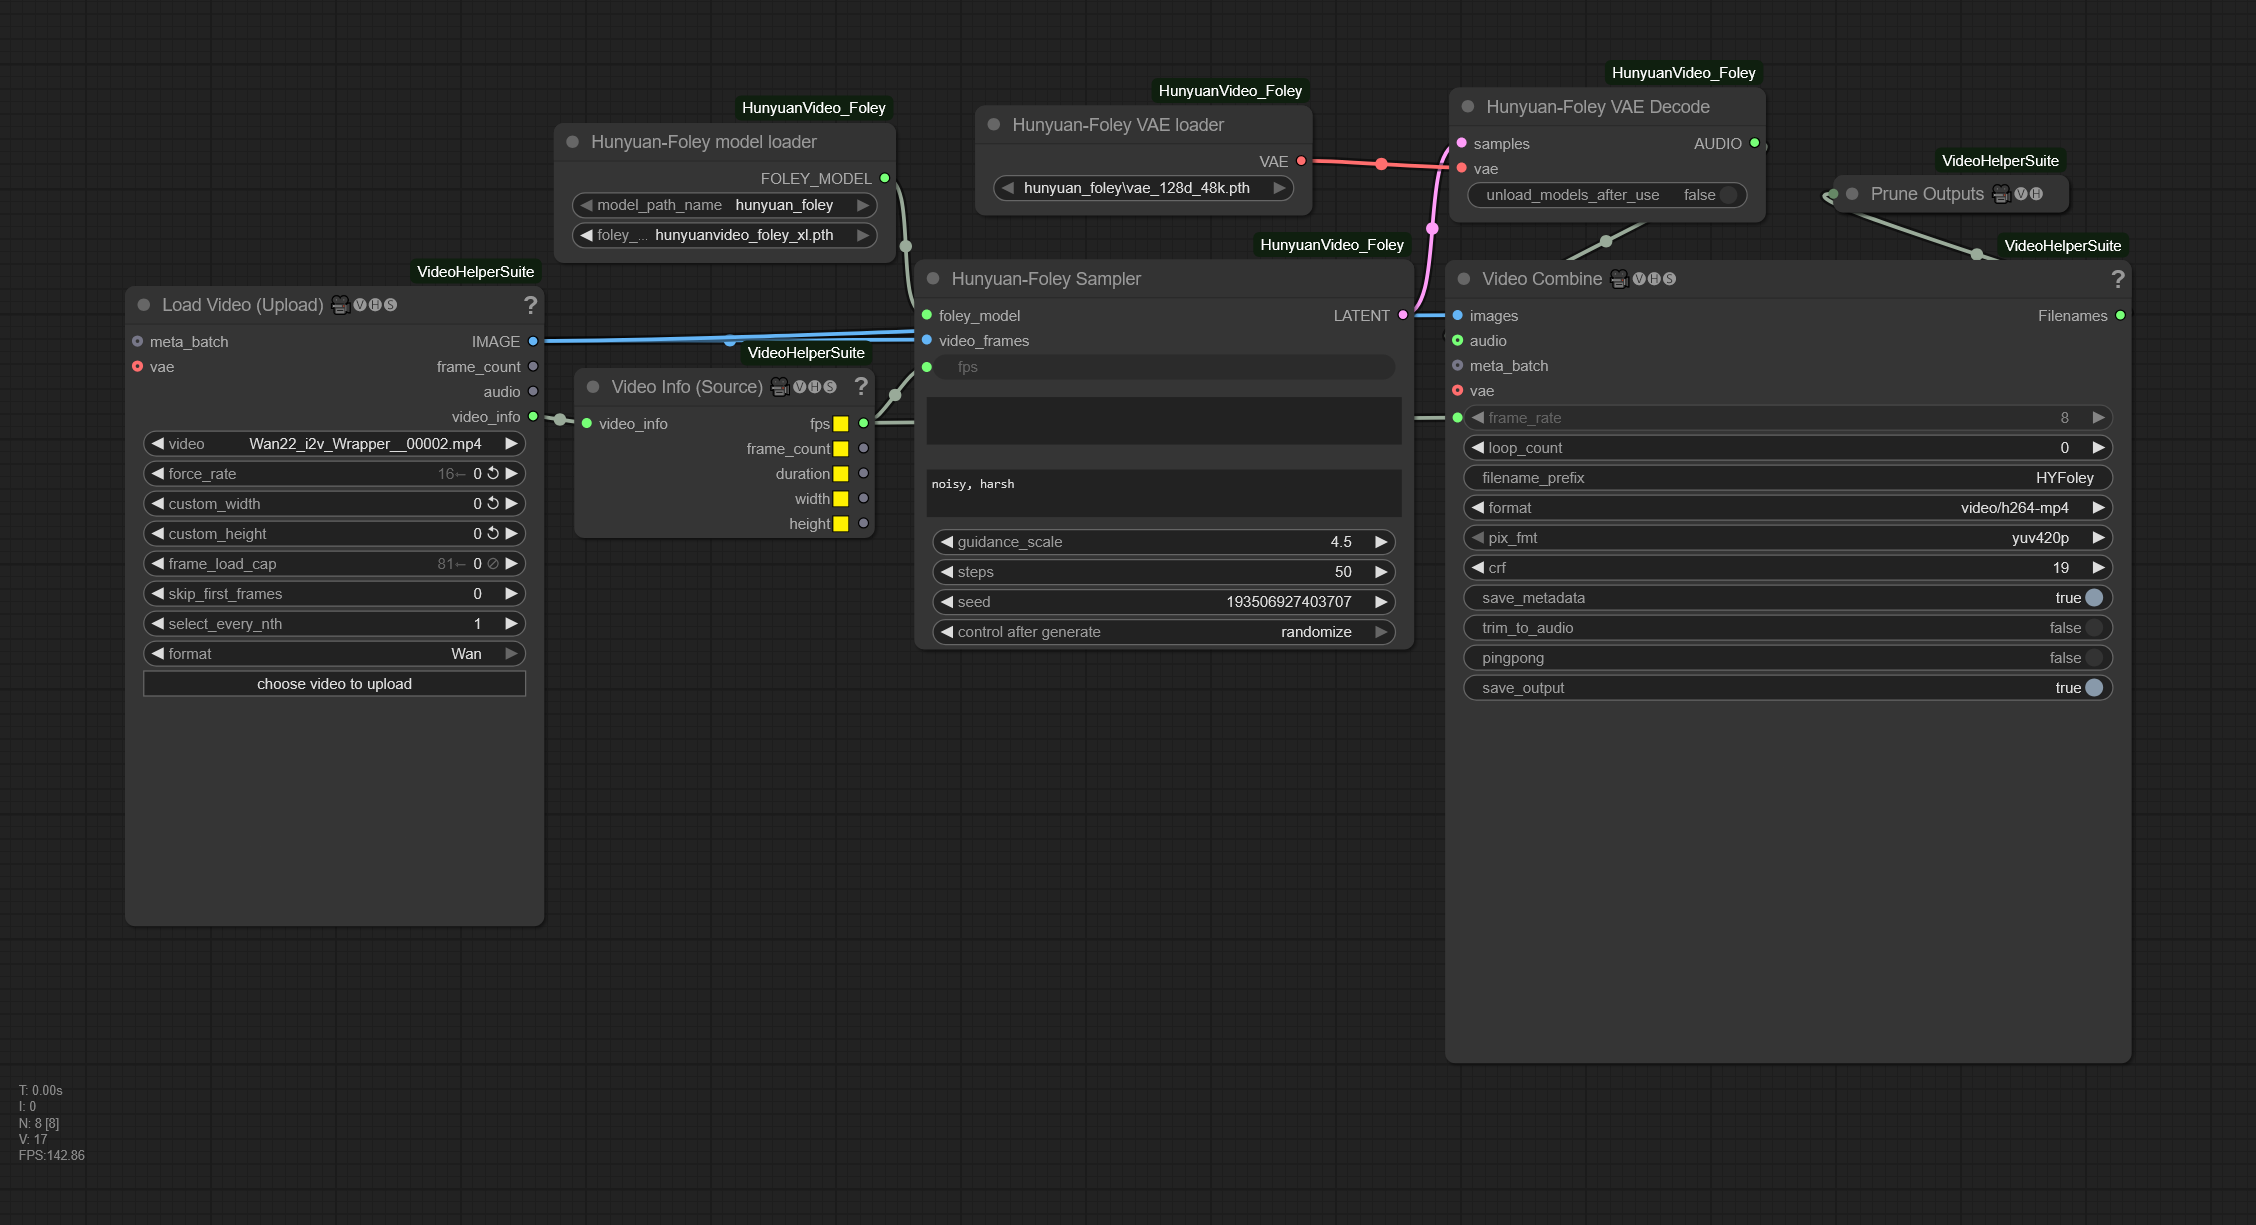 VideoHelperSuite
Load Video (Upload) VHS ?
meta_batch IMAGE
vae frame_count
audio
video_info
video Wan22_i2v_Wrapper__00002.mp4
force_rate 16← 0
custom_width 0
custom_height 0
frame_load_cap 81← 0
skip_first_frames 0
select_every_nth 1
format Wan
choose video to upload
HunyuanVideo_Foley
Hunyuan-Foley model loader
FOLEY_MODEL
model_path_name hunyuan_foley
foley_... hunyuanvideo_foley_xl.pth
VideoHelperSuite
Video Info (Source) VHS ?
video_info fps
frame_count
duration
width
height
HunyuanVideo_Foley
Hunyuan-Foley VAE loader
VAE
hunyuan_foley\vae_128d_48k.pth
HunyuanVideo_Foley
Hunyuan-Foley Sampler
foley_model LATENT
video_frames
fps
noisy, harsh
guidance_scale 4.5
steps 50
seed 193506927403707
control after generate randomize
HunyuanVideo_Foley
Hunyuan-Foley VAE Decode
samples AUDIO
vae
unload_models_after_use false
VideoHelperSuite
Prune Outputs VH
VideoHelperSuite
Video Combine VHS ?
images Filenames
audio
meta_batch
vae
frame_rate 8
loop_count 0
filename_prefix HYFoley
format video/h264-mp4
pix_fmt yuv420p
crf 19
save_metadata true
trim_to_audio false
pingpong false
save_output true
T: 0.00s
I: 0
N: 8 [8]
V: 17
FPS:142.86